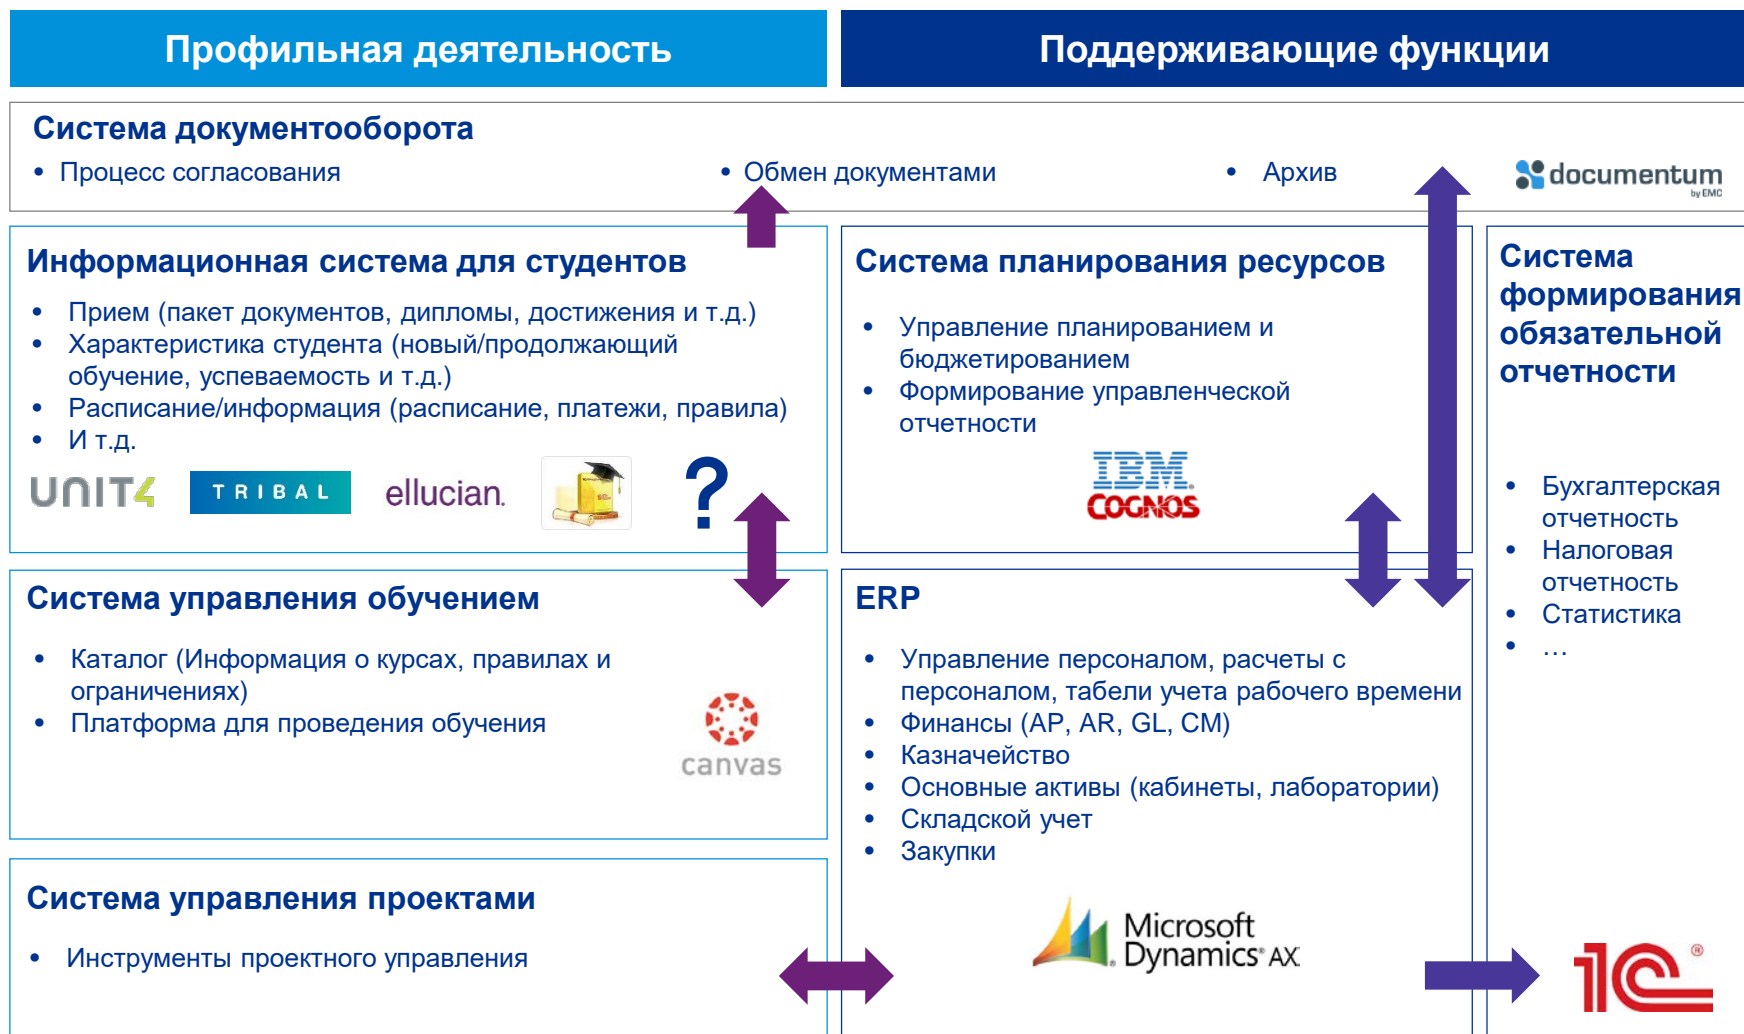 Профильная деятельность
Поддерживающие функции
Система документооборота
• Процесс согласования
• Обмен документами
• Архив
documentum
by EMC
Информационная система для студентов
• Прием (пакет документов, дипломы, достижения и т.д.)
• Характеристика студента (новый/продолжающий
обучение, успеваемость и т.д.)
• Расписание/информация (расписание, платежи, правила)
• И т.д.
UNIT4
TRIBAL
ellucian.
?
Система планирования ресурсов
• Управление планированием и
бюджетированием
• Формирование управленческой
отчетности
IBM®
COGNOS
Система
формирования
обязательной
отчетности
• Бухгалтерская
отчетность
• Налоговая
отчетность
• Статистика
• …
1С®
Система управления обучением
• Каталог (Информация о курсах, правилах и
ограничениях)
• Платформа для проведения обучения
canvas
ERP
• Управление персоналом, расчеты с
персоналом, табели учета рабочего времени
• Финансы (AP, AR, GL, CM)
• Казначейство
• Основные активы (кабинеты, лаборатории)
• Складской учет
• Закупки
Microsoft
Dynamics® AX
Система управления проектами
• Инструменты проектного управления